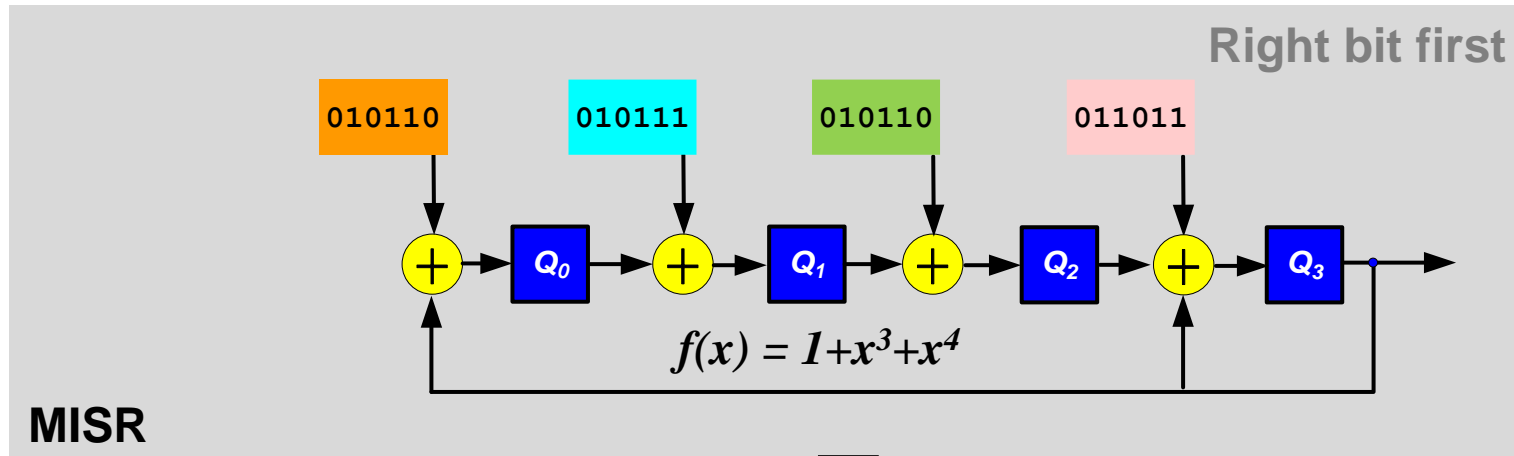 Right bit first
010110 010111 010110 011011
+ Q₀ + Q₁ + Q₂ + Q₃
f(x) = 1+x³+x⁴
MISR